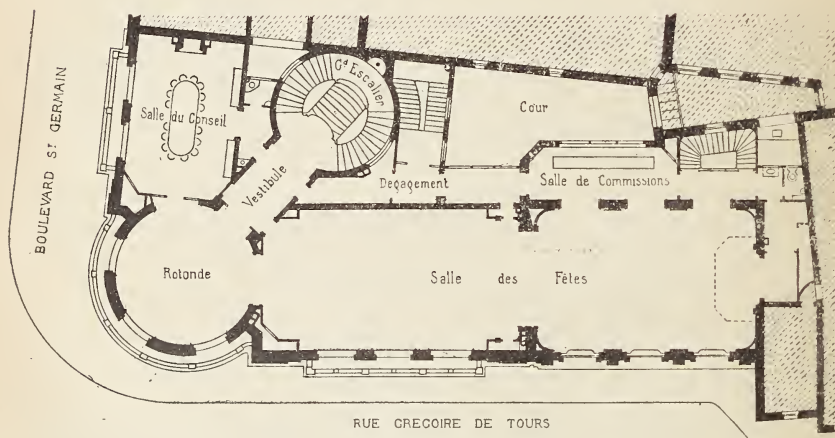 BOULEVARD ST GERMAIN
Salle du Conseil
Gd Escalier
Cour
Vestibule
Dégagement
Salle de Commissions
Rotonde
Salle des Fêtes
RUE GREGOIRE DE TOURS